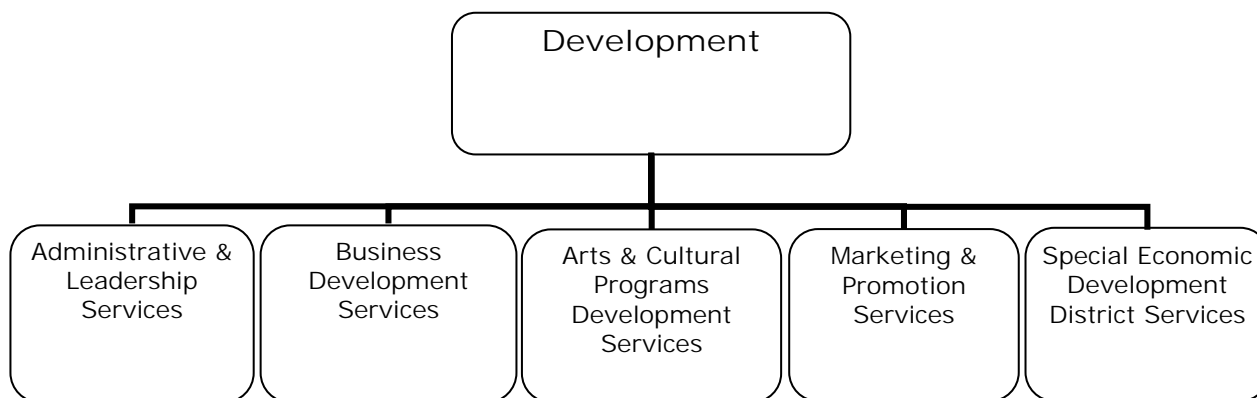 Development
Administrative &
Leadership
Services
Business
Development
Services
Arts & Cultural
Programs
Development
Services
Marketing &
Promotion
Services
Special Economic
Development
District Services